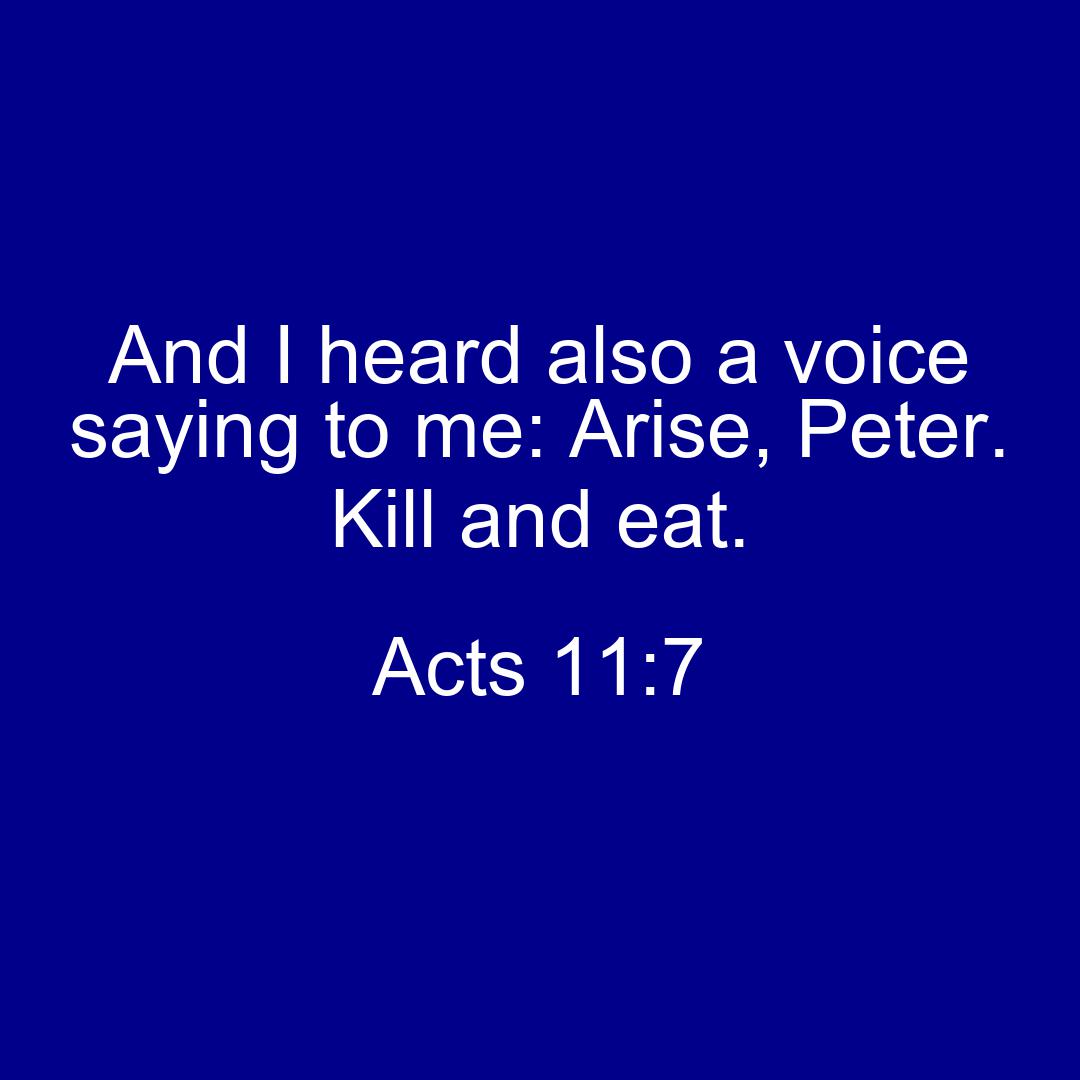 And I heard also a voice
saying to me: Arise, Peter.
Kill and eat.
Acts 11:7